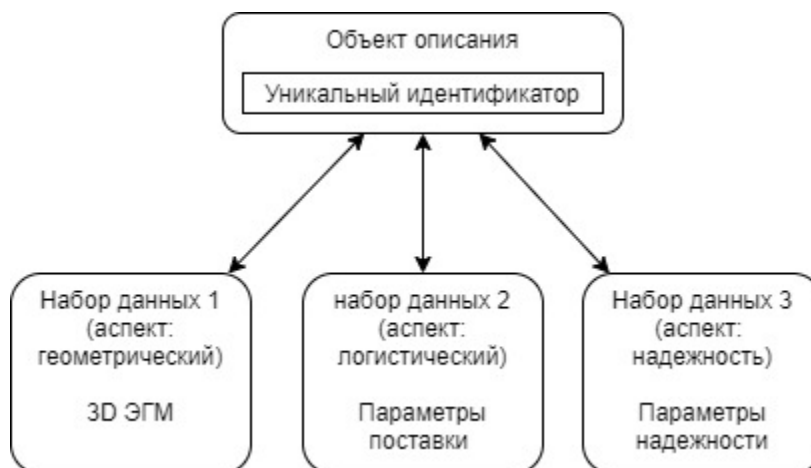 Объект описания
Уникальный идентификатор
Набор данных 1
(аспект:
геометрический)
3D ЭГМ
набор данных 2
(аспект:
логистический)
Параметры
поставки
Набор данных 3
(аспект:
надежность)
Параметры
надежности